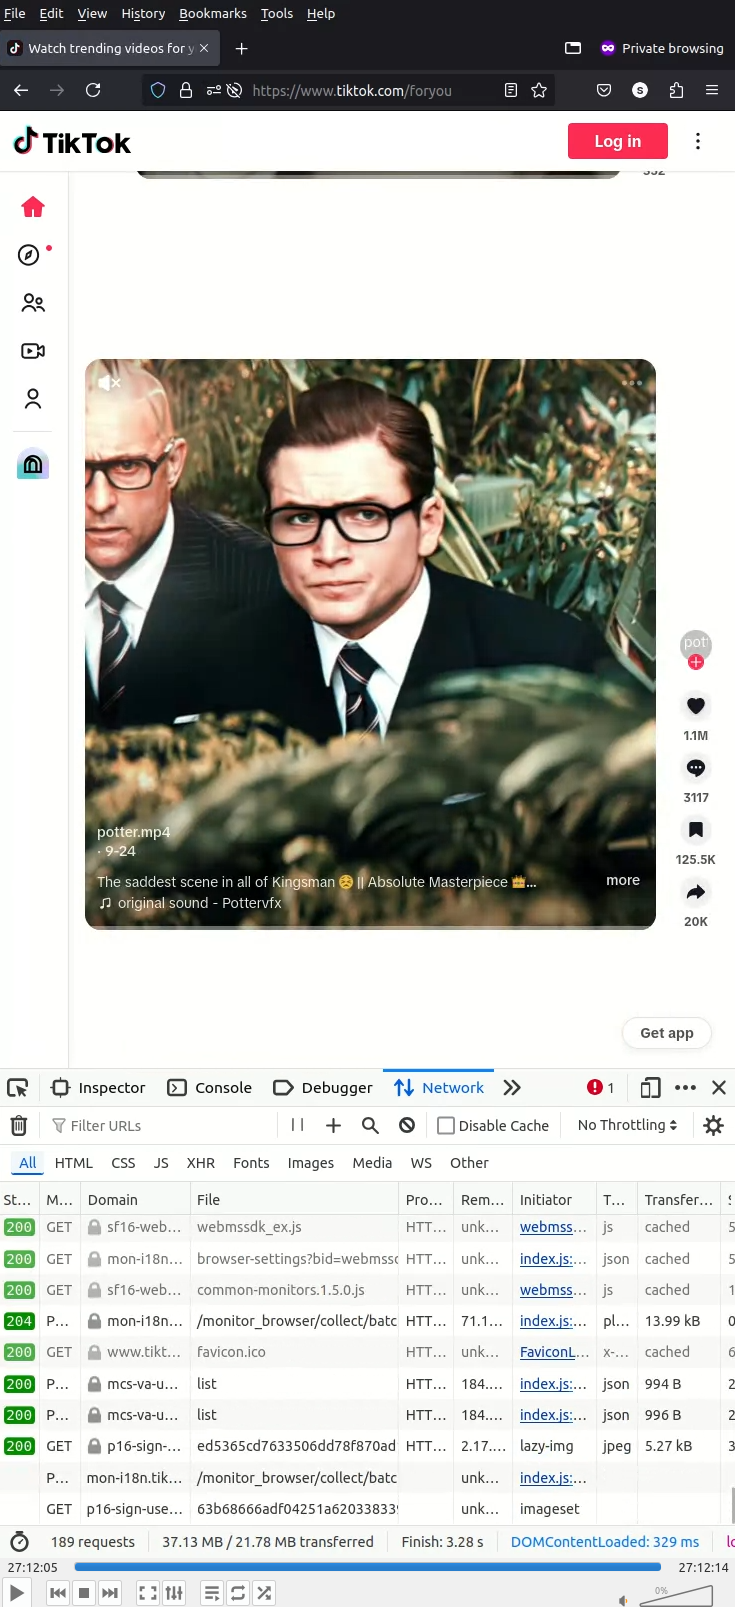 File Edit View History Bookmarks Tools Help
Watch trending videos for y
Private browsing
https://www.tiktok.com/foryou
TikTok
Log in
potter.mp4
· 9-24
The saddest scene in all of Kingsman 😣 || Absolute Masterpiece 👑...
more
♫ original sound - Pottervfx
1.1M
3117
125.5K
20K
Get app
Inspector Console Debugger Network 1
Filter URLs Disable Cache No Throttling
All HTML CSS JS XHR Fonts Images Media WS Other
St... M... Domain File Pro... Rem... Initiator T... Transfer...
200 GET sf16-web... webmssdk_ex.js HTT... unk... webmss... js cached
200 GET mon-i18n... browser-settings?bid=webmssd HTT... unk... index.js:... json cached
200 GET sf16-web... common-monitors.1.5.0.js HTT... unk... webmss... js cached
204 P... mon-i18n... /monitor_browser/collect/batc HTT... 71.1... index.js:... pl... 13.99 kB
200 GET www.tikt... favicon.ico HTT... unk... FaviconL... x-... cached
200 P... mcs-va-u... list HTT... 184.... index.js:... json 994 B
200 P... mcs-va-u... list HTT... 184.... index.js:... json 996 B
200 GET p16-sign-... ed5365cd7633506dd78f870ad HTT... 2.17.... lazy-img jpeg 5.27 kB
P... mon-i18n.tik... /monitor_browser/collect/batc unk... index.js:...
GET p16-sign-use... 63b68666adf04251a62033833 unk... imageset
189 requests 37.13 MB / 21.78 MB transferred Finish: 3.28 s DOMContentLoaded: 329 ms
27:12:05 27:12:14
0%